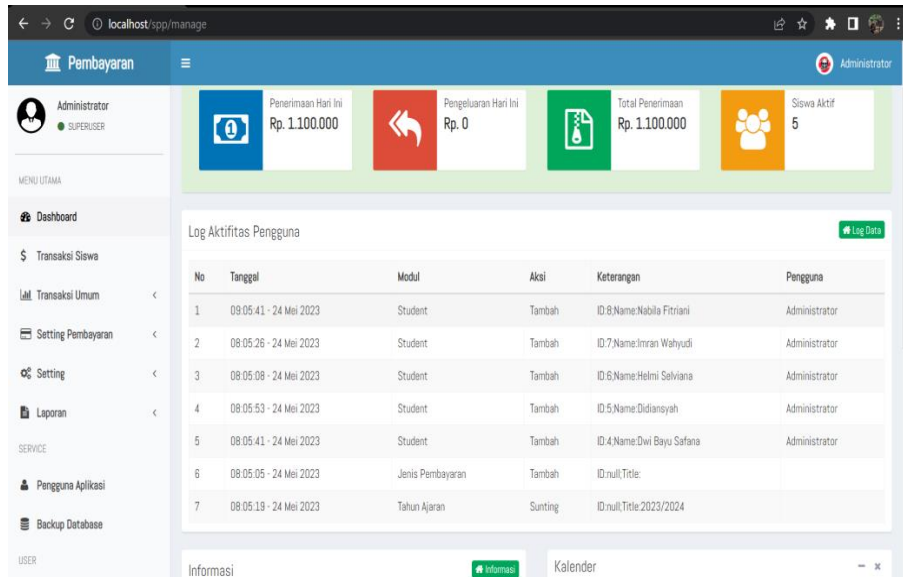 localhost/spp/manage
Pembayaran
Administrator
Administrator
SUPERUSER
MENU UTAMA
Dashboard
Transaksi Siswa
Transaksi Umum
Setting Pembayaran
Setting
Laporan
SERVICE
Pengguna Aplikasi
Backup Database
USER
Penerimaan Hari Ini
Rp. 1.100.000
Pengeluaran Hari Ini
Rp. 0
Total Penerimaan
Rp. 1.100.000
Siswa Aktif
5
Log Aktifitas Pengguna
Log Data
No Tanggal Modul Aksi Keterangan Pengguna
1 09:05:41 - 24 Mei 2023 Student Tambah ID:8;Name:Nabila Fitriani Administrator
2 08:05:26 - 24 Mei 2023 Student Tambah ID:7;Name:Imran Wahyudi Administrator
3 08:05:08 - 24 Mei 2023 Student Tambah ID:6;Name:Helmi Selviana Administrator
4 08:05:53 - 24 Mei 2023 Student Tambah ID:5;Name:Didiansyah Administrator
5 08:05:41 - 24 Mei 2023 Student Tambah ID:4;Name:Dwi Bayu Safana Administrator
6 08:05:05 - 24 Mei 2023 Jenis Pembayaran Tambah ID:null;Title:
7 08:05:19 - 24 Mei 2023 Tahun Ajaran Sunting ID:null;Title:2023/2024
Informasi
Informasi
Kalender